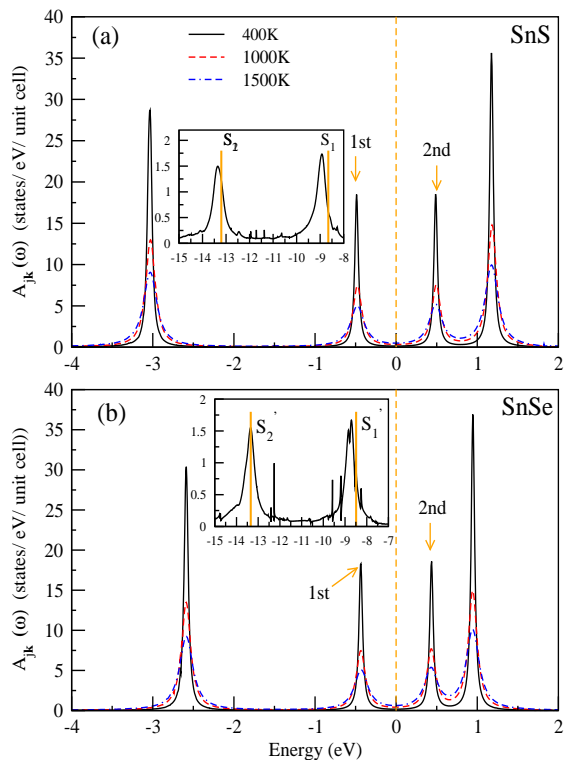 (a)
SnS
400K
1000K
1500K
S₂
S₁
1st
2nd
2
1.5
1
0.5
0
-15 -14 -13 -12 -11 -10 -9 -8
40
35
30
25
20
15
10
5
0
-4 -3 -2 -1 0 1 2
A_jk (ω) (states/ eV/ unit cell)
(b)
SnSe
S₂'
S₁'
1st
2nd
2
1.5
1
0.5
0
-15 -14 -13 -12 -11 -10 -9 -8 -7
40
35
30
25
20
15
10
5
0
-4 -3 -2 -1 0 1 2
A_jk (ω) (states/ eV/ unit cell))
Energy (eV)